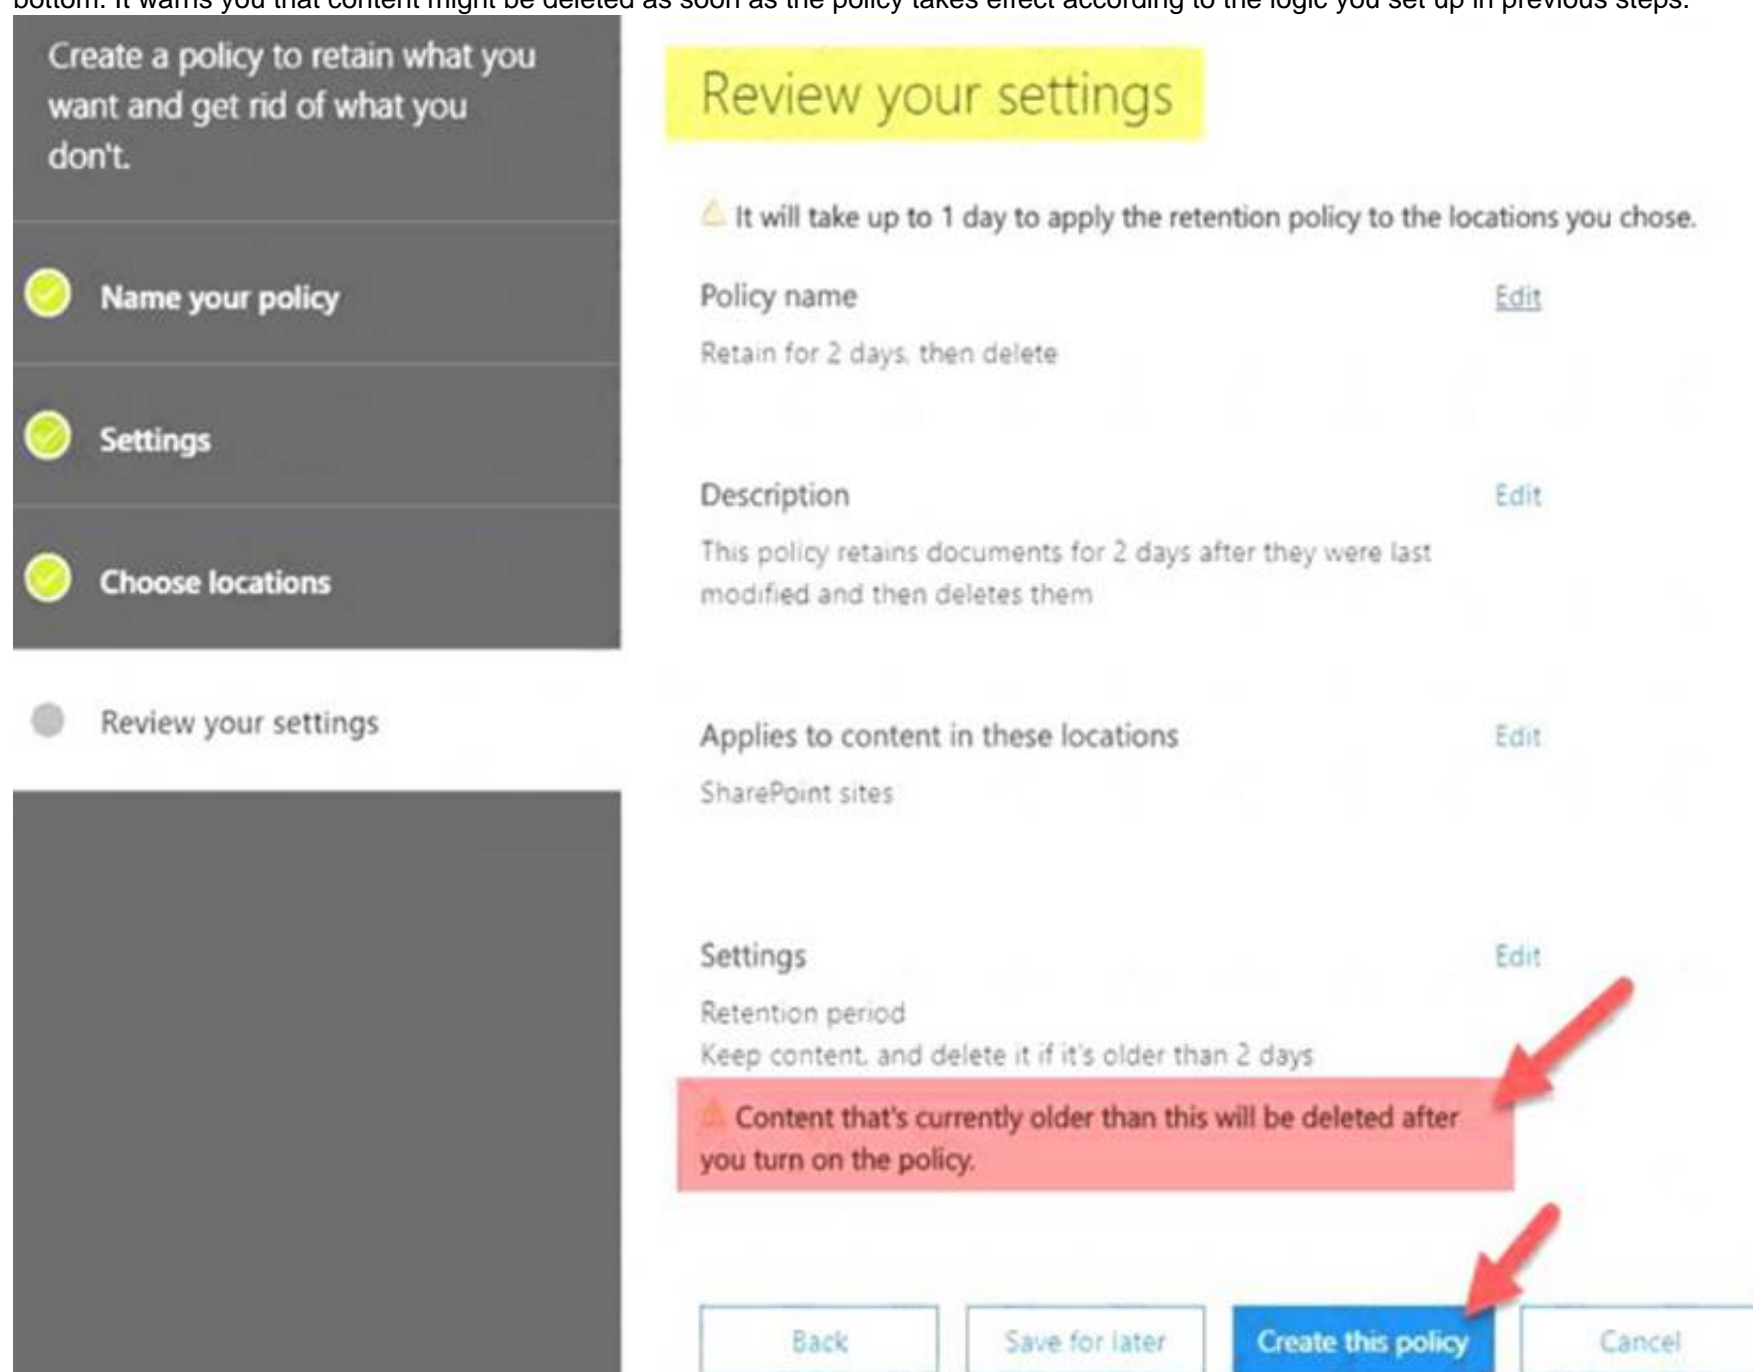 bottom. It warns you that content might be deleted as soon as the policy takes effect according to the logic you set up in previous steps.
Create a policy to retain what you
want and get rid of what you
don't.
Name your policy
Settings
Choose locations
Review your settings
Review your settings
It will take up to 1 day to apply the retention policy to the locations you chose.
Policy name Edit
Retain for 2 days, then delete
Description Edit
This policy retains documents for 2 days after they were last
modified and then deletes them
Applies to content in these locations Edit
SharePoint sites
Settings Edit
Retention period
Keep content, and delete it if it's older than 2 days
Content that's currently older than this will be deleted after
you turn on the policy.
Back Save for later Create this policy Cancel